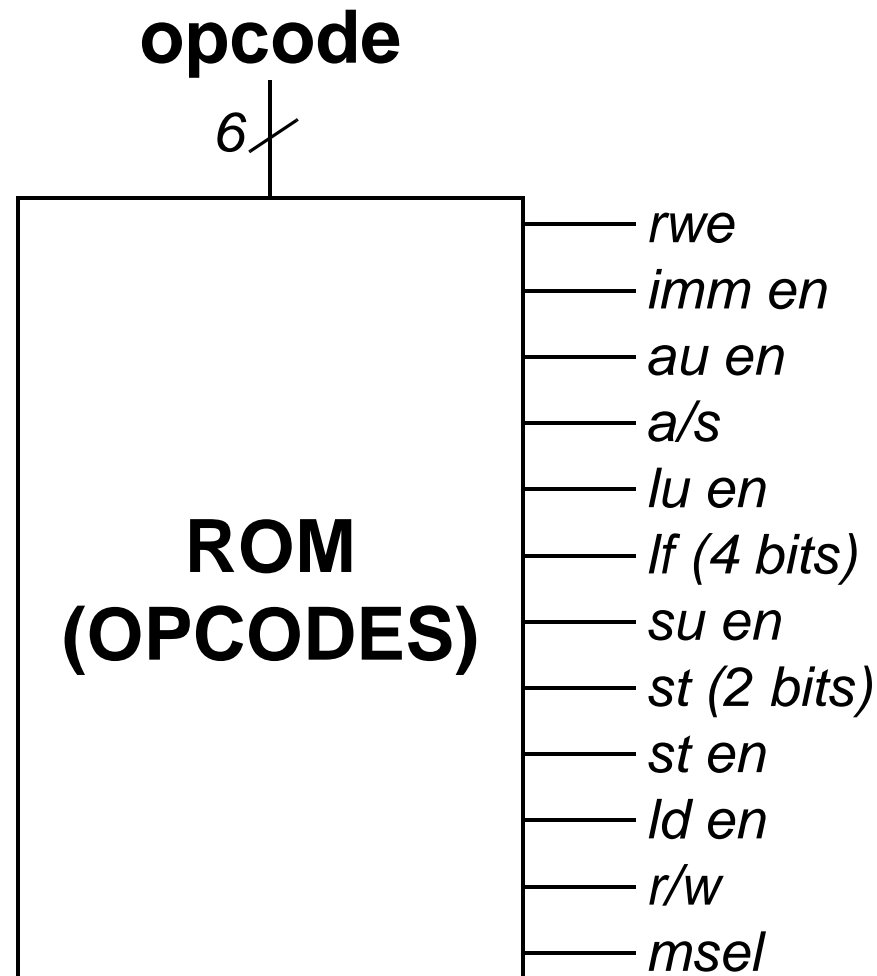 opcode
6
rwe
imm en
au en
a/s
lu en
lf (4 bits)
su en
st (2 bits)
st en
ld en
r/w
msel
ROM
(OPCODES)